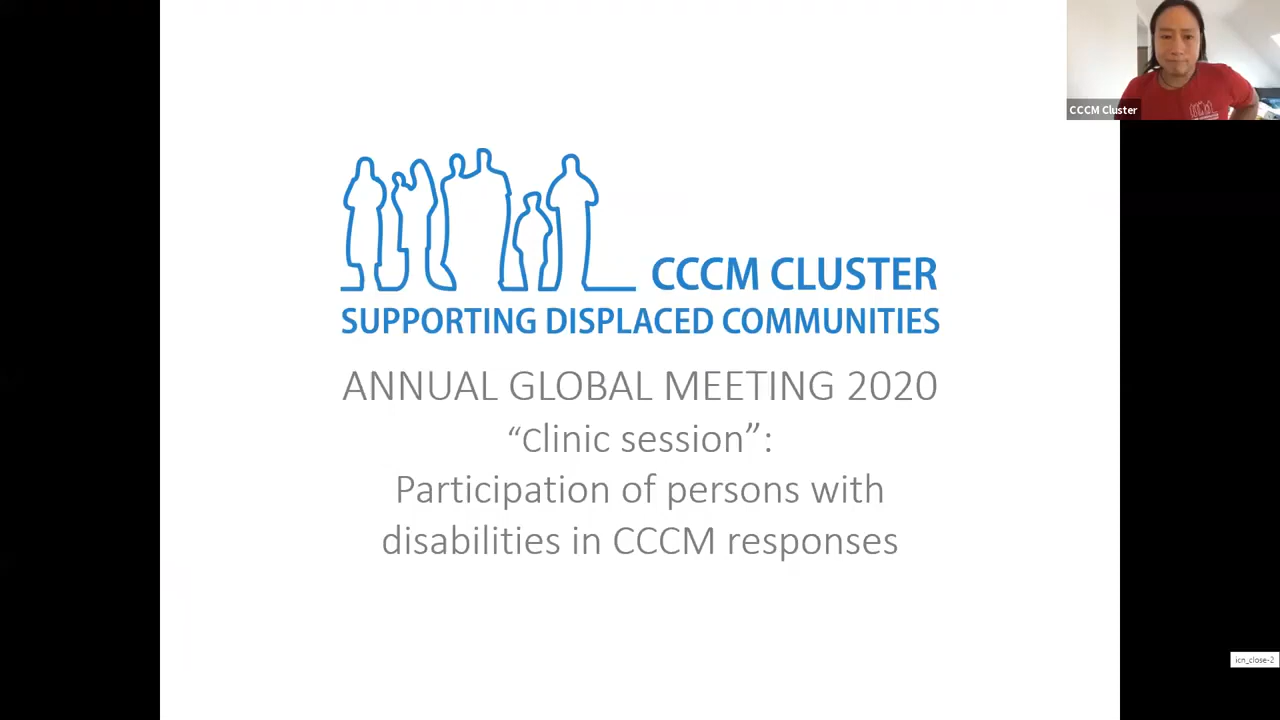 CCCM Cluster
CCCM CLUSTER
SUPPORTING DISPLACED COMMUNITIES
ANNUAL GLOBAL MEETING 2020
“Clinic session”:
Participation of persons with
disabilities in CCCM responses
icn_close-2